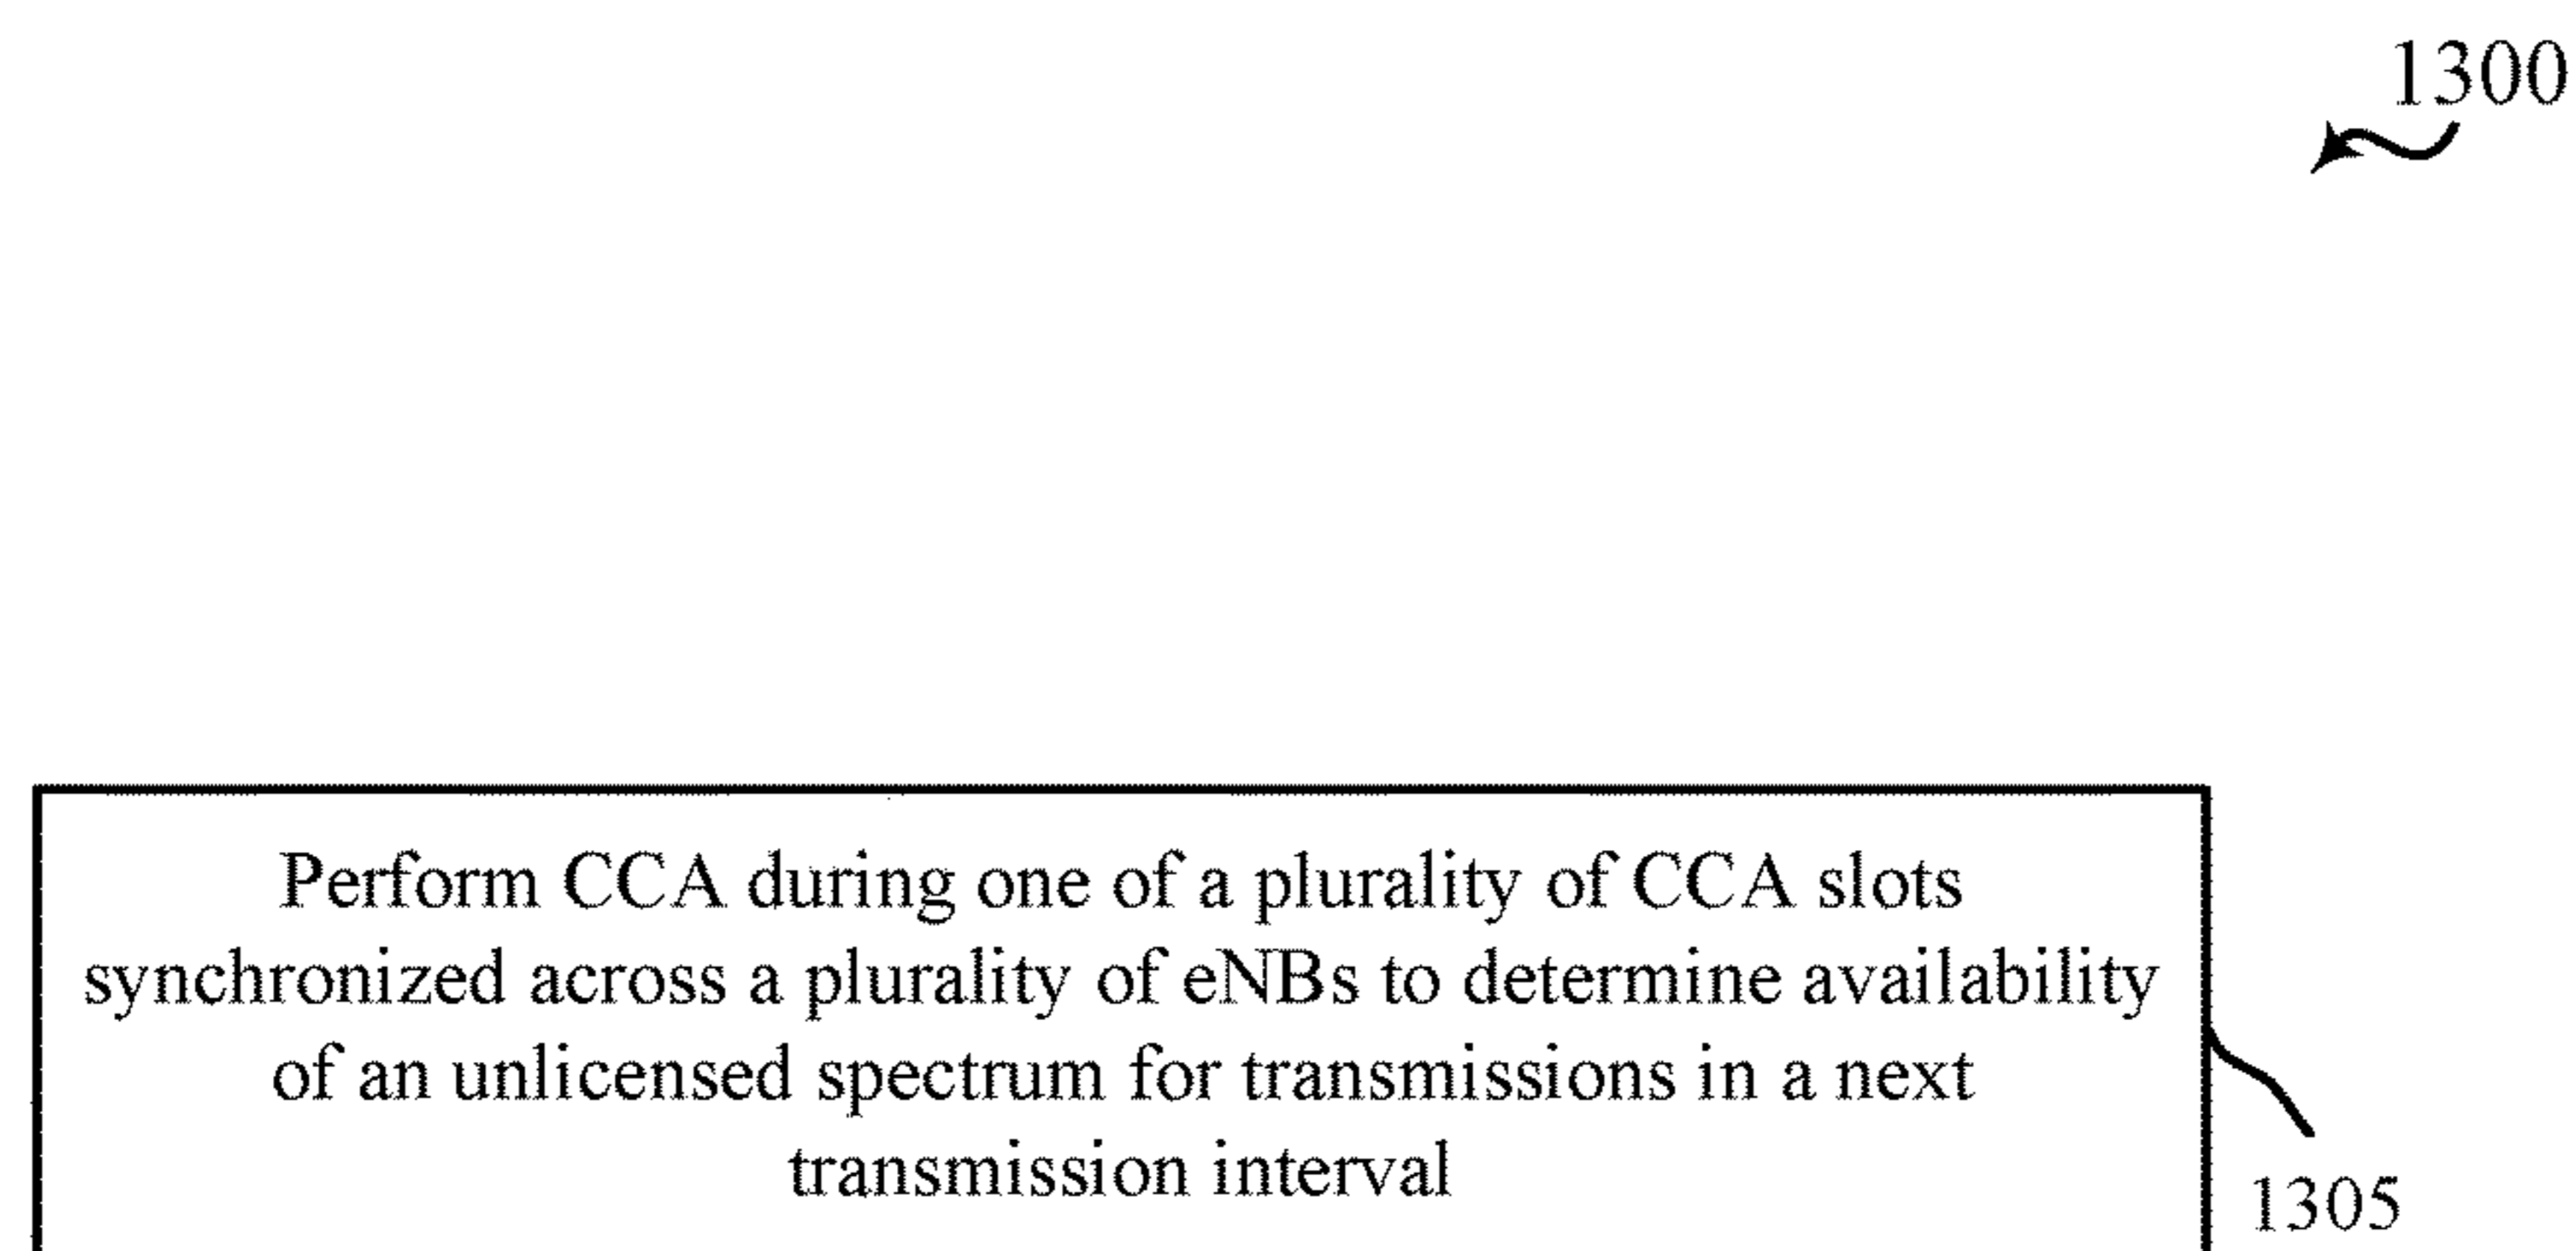 1300
Perform CCA during one of a plurality of CCA slots
synchronized across a plurality of eNBs to determine availability
of an unlicensed spectrum for transmissions in a next
transmission interval
1305